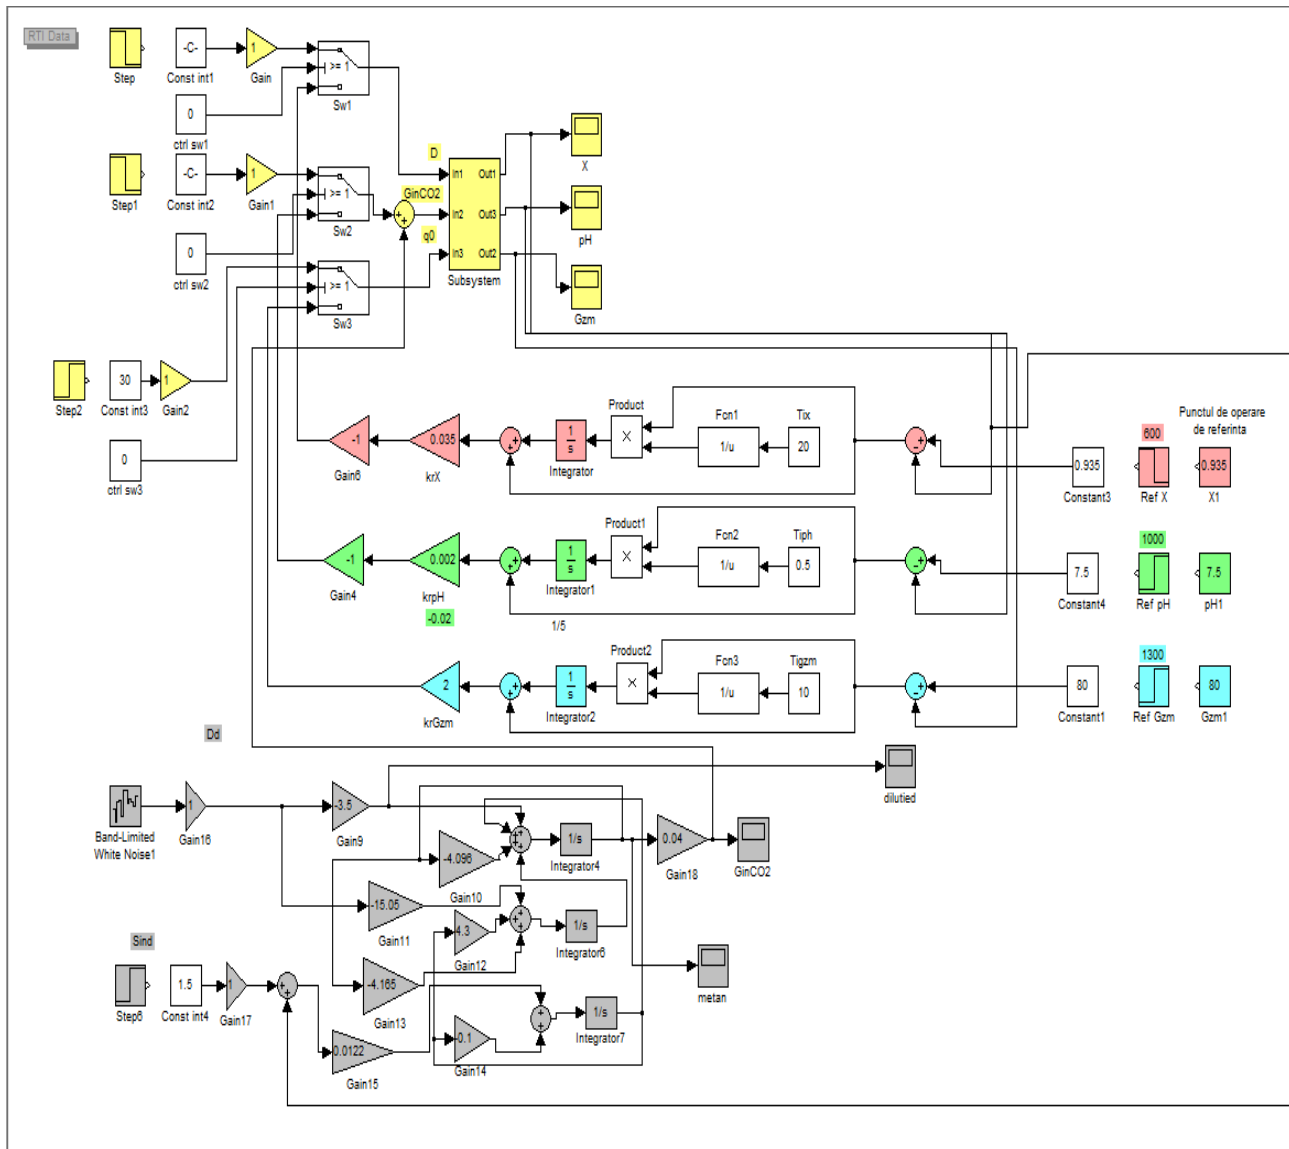 RTI Data
Step
-C-
Const int1
1
Gain
>= 1
Sw1
0
ctrl sw1
Step1
-C-
Const int2
1
Gain1
>= 1
Sw2
0
ctrl sw2
>= 1
Sw3
D
GinCO2
q0
In1
In2
In3
Out1
Out3
Out2
Subsystem
X
pH
Gzm
Step2
30
Const int3
1
Gain2
0
ctrl sw3
-1
Gain6
0.035
krX
1
s
Integrator
Product
Fcn1
1/u
Tix
20
0.935
Constant3
600
Ref X
Punctul de operare
de referinta
0.935
X1
-1
Gain4
0.002
krpH
-0.02
1
s
Integrator1
1/5
Product1
Fcn2
1/u
Tiph
0.5
7.5
Constant4
1000
Ref pH
7.5
pH1
2
krGzm
1
s
Integrator2
Product2
Fcn3
1/u
Tigzm
10
80
Constant1
1300
Ref Gzm
80
Gzm1
Dd
Band-Limited
White Noise1
1
Gain16
-3.5
Gain9
-4.096
Gain10
1/s
Integrator4
0.04
Gain18
dilutied
GinCO2
-15.05
Gain11
4.3
Gain12
1/s
Integrator6
metan
Sind
Step6
1.5
Const int4
1
Gain17
-4.165
Gain13
-0.1
Gain14
1/s
Integrator7
0.0122
Gain15